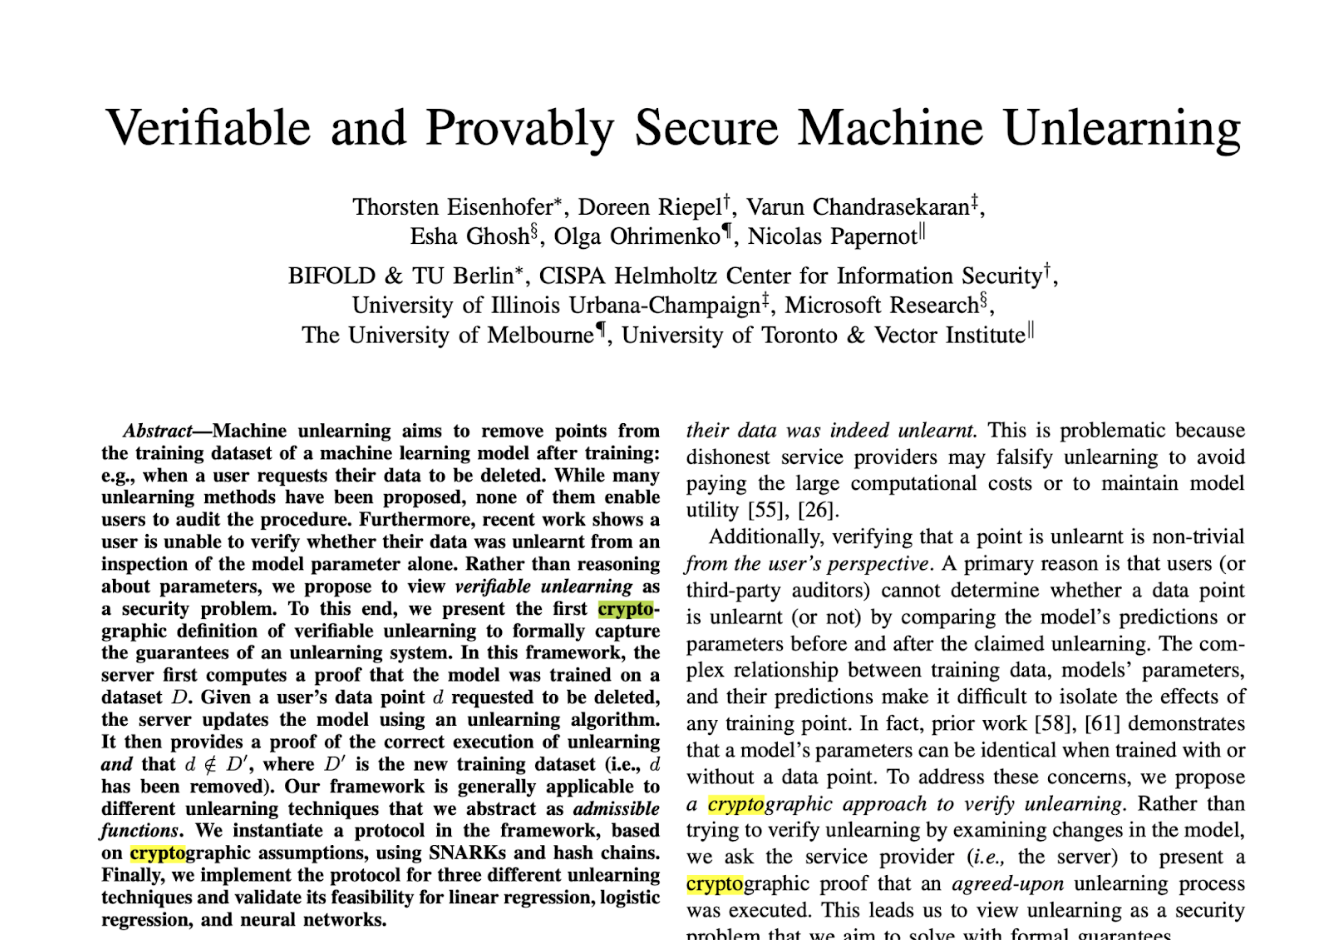 Verifiable and Provably Secure Machine Unlearning
Thorsten Eisenhofer*, Doreen Riepel†, Varun Chandrasekaran‡,
Esha Ghosh§, Olga Ohrimenko¶, Nicolas Papernot‖
BIFOLD & TU Berlin*, CISPA Helmholtz Center for Information Security†,
University of Illinois Urbana-Champaign‡, Microsoft Research§,
The University of Melbourne¶, University of Toronto & Vector Institute‖
Abstract—Machine unlearning aims to remove points from
the training dataset of a machine learning model after training:
e.g., when a user requests their data to be deleted. While many
unlearning methods have been proposed, none of them enable
users to audit the procedure. Furthermore, recent work shows a
user is unable to verify whether their data was unlearnt from an
inspection of the model parameter alone. Rather than reasoning
about parameters, we propose to view verifiable unlearning as
a security problem. To this end, we present the first crypto-
graphic definition of verifiable unlearning to formally capture
the guarantees of an unlearning system. In this framework, the
server first computes a proof that the model was trained on a
dataset D. Given a user's data point d requested to be deleted,
the server updates the model using an unlearning algorithm.
It then provides a proof of the correct execution of unlearning
and that d ∉ D′, where D′ is the new training dataset (i.e., d
has been removed). Our framework is generally applicable to
different unlearning techniques that we abstract as admissible
functions. We instantiate a protocol in the framework, based
on cryptographic assumptions, using SNARKs and hash chains.
Finally, we implement the protocol for three different unlearning
techniques and validate its feasibility for linear regression, logistic
regression, and neural networks.
their data was indeed unlearnt. This is problematic because
dishonest service providers may falsify unlearning to avoid
paying the large computational costs or to maintain model
utility [55], [26].
Additionally, verifying that a point is unlearnt is non-trivial
from the user's perspective. A primary reason is that users (or
third-party auditors) cannot determine whether a data point
is unlearnt (or not) by comparing the model's predictions or
parameters before and after the claimed unlearning. The com-
plex relationship between training data, models' parameters,
and their predictions make it difficult to isolate the effects of
any training point. In fact, prior work [58], [61] demonstrates
that a model's parameters can be identical when trained with or
without a data point. To address these concerns, we propose
a cryptographic approach to verify unlearning. Rather than
trying to verify unlearning by examining changes in the model,
we ask the service provider (i.e., the server) to present a
cryptographic proof that an agreed-upon unlearning process
was executed. This leads us to view unlearning as a security
problem that we aim to solve with formal guarantees.